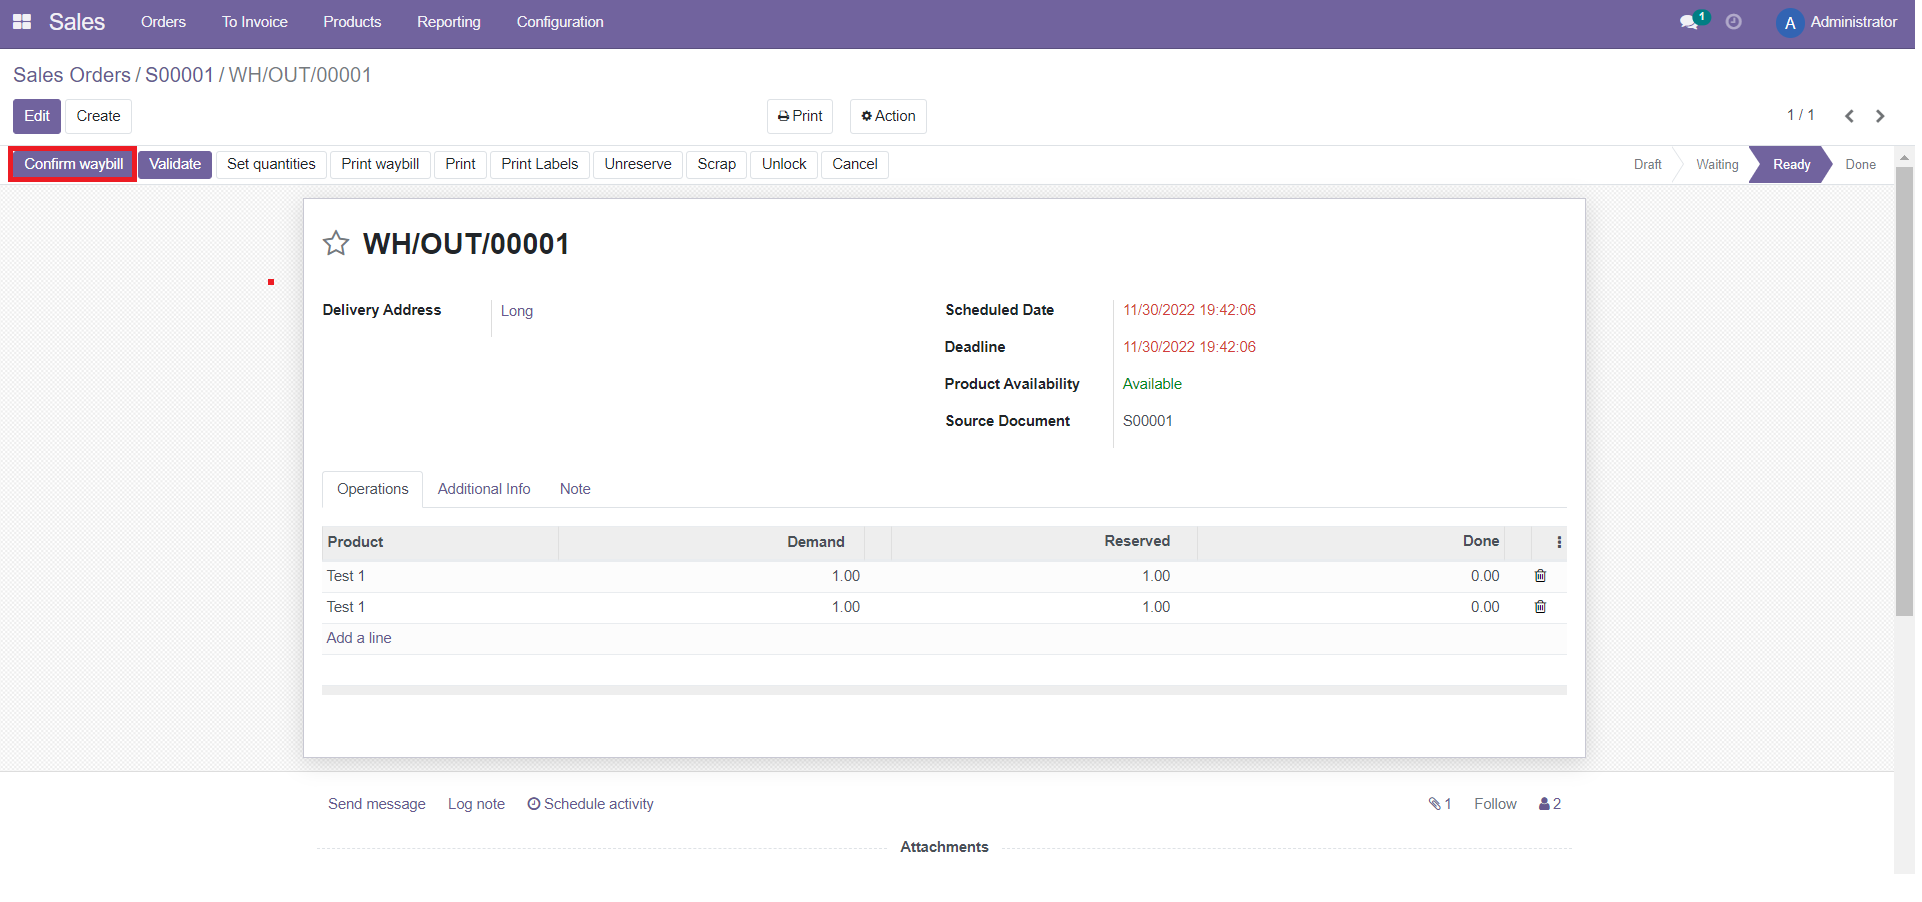 Sales Orders To Invoice Products Reporting Configuration 1 A Administrator
Sales Orders / S00001 / WH/OUT/00001
Edit Create Print Action 1 / 1
Confirm waybill Validate Set quantities Print waybill Print Print Labels Unreserve Scrap Unlock Cancel Draft Waiting Ready Done
WH/OUT/00001
Delivery Address Long Scheduled Date 11/30/2022 19:42:06
Deadline 11/30/2022 19:42:06
Product Availability Available
Source Document S00001
Operations Additional Info Note
Product Demand Reserved Done
Test 1 1.00 1.00 0.00
Test 1 1.00 1.00 0.00
Add a line
Send message Log note Schedule activity 1 Follow 2
Attachments